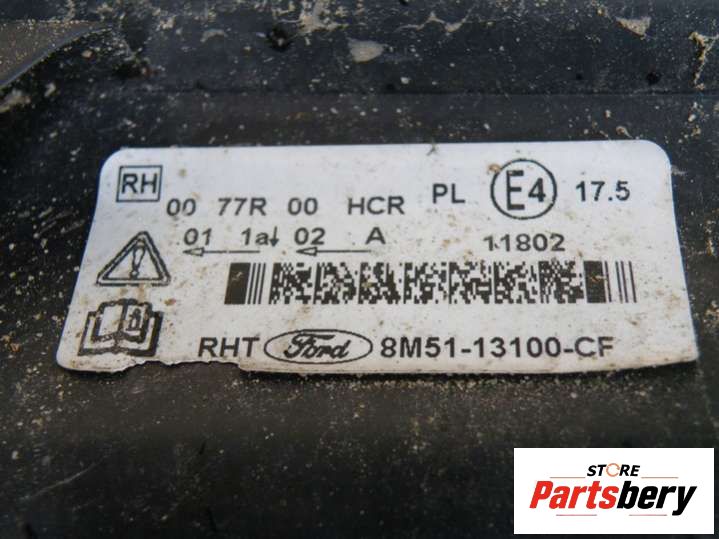 RH 00 77R 00 HCR PL E4 17.5
01 1a 02 A 11802
RHT Ford 8M51-13100-CF
STORE
Partsbery